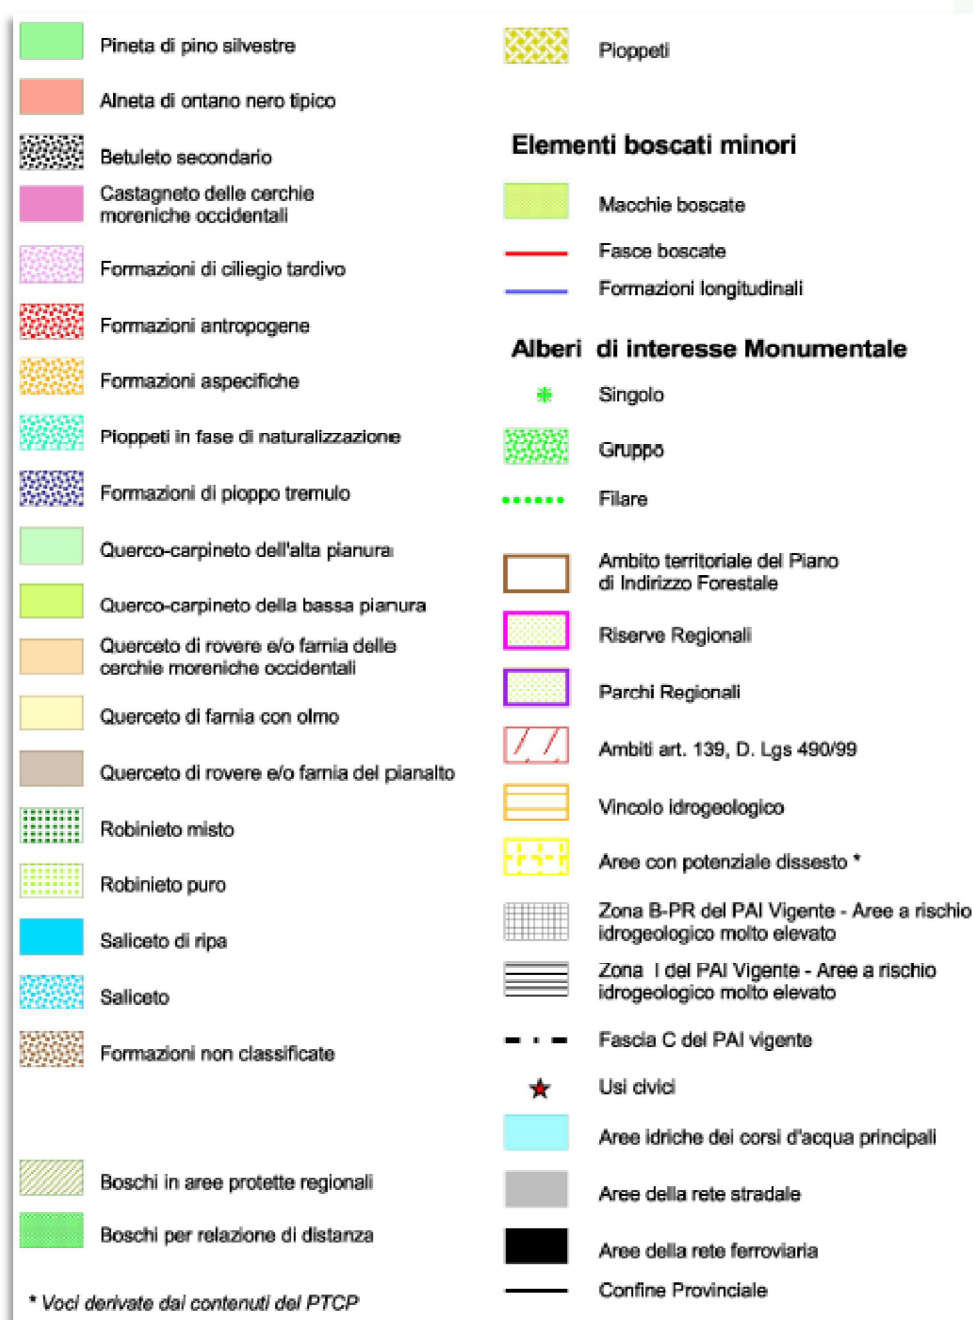 Pineta di pino silvestre
Alneta di ontano nero tipico
Betuleto secondario
Castagneto delle cerchie
moreniche occidentali
Formazioni di ciliegio tardivo
Formazioni antropogene
Formazioni aspecifiche
Pioppeti in fase di naturalizzazione
Formazioni di pioppo tremulo
Querco-carpineto dell'alta pianura
Querco-carpineto della bassa pianura
Querceto di rovere e/o farnia delle
cerchie moreniche occidentali
Querceto di farnia con olmo
Querceto di rovere e/o farnia del pianalto
Robinieto misto
Robinieto puro
Saliceto di ripa
Saliceto
Formazioni non classificate
Boschi in aree protette regionali
Boschi per relazione di distanza
* Voci derivate dai contenuti del PTCP
Pioppeti
Elementi boscati minori
Macchie boscate
Fasce boscate
Formazioni longitudinali
Alberi di interesse Monumentale
Singolo
Gruppo
Filare
Ambito territoriale del Piano
di Indirizzo Forestale
Riserve Regionali
Parchi Regionali
Ambiti art. 139, D. Lgs 490/99
Vincolo idrogeologico
Aree con potenziale dissesto *
Zona B-PR del PAI Vigente - Aree a rischio
idrogeologico molto elevato
Zona I del PAI Vigente - Aree a rischio
idrogeologico molto elevato
Fascia C del PAI vigente
Usi civici
Aree idriche dei corsi d'acqua principali
Aree della rete stradale
Aree della rete ferroviaria
Confine Provinciale